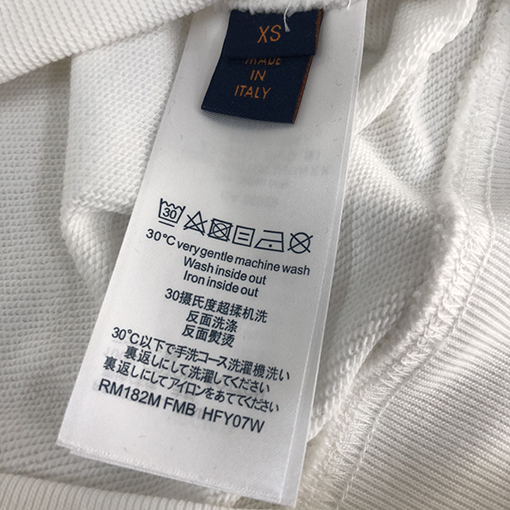 XS
MADE
IN
ITALY
30
30°C very gentle machine wash
Wash inside out
Iron inside out
30摄氏度超揉机洗
反面洗涤
反面熨烫
30℃以下で手洗コース洗濯機洗い
裏返しにして洗濯してください
裏返しにしてアイロンをあててください
RM182M FMB HFY07W